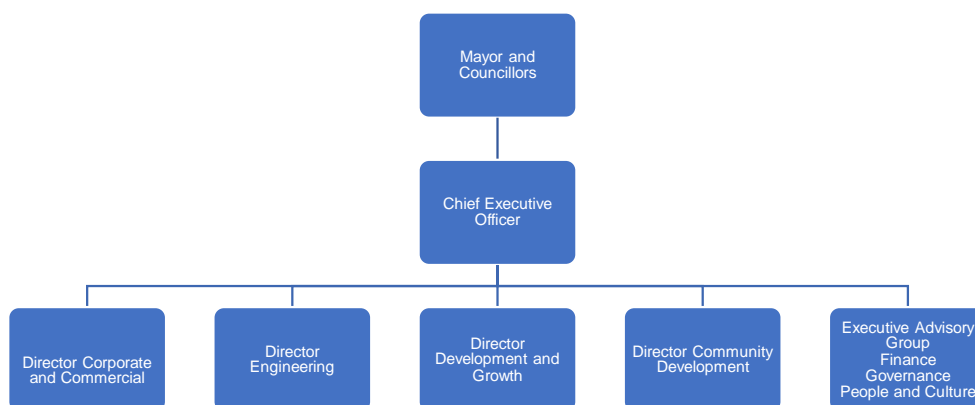 Mayor and
Councillors
Chief Executive
Officer
Director Corporate
and Commercial
Director
Engineering
Director
Development and
Growth
Director Community
Development
Executive Advisory
Group
Finance
Governance
People and Culture